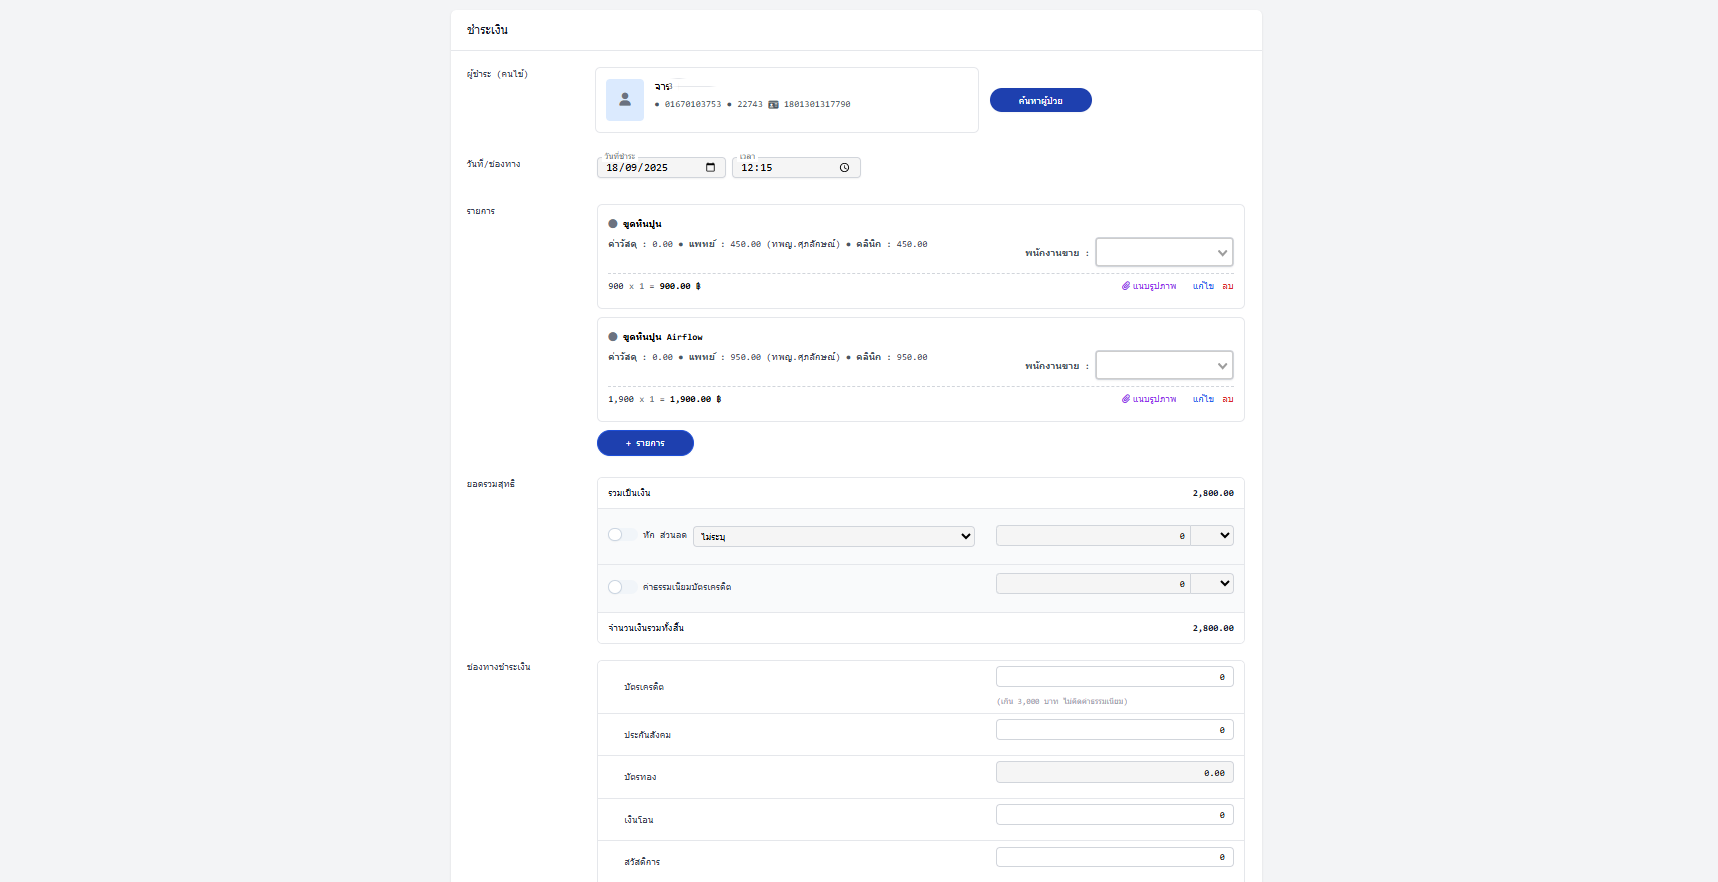 ชำระเงิน
ผู้ชำระ (คนไข้)
● 01670103753 ● 22743 1801301317790
ค้นหาผู้ป่วย
วันที่/ช่องทาง
วันที่ชำระ
18/09/2025
เวลา
12:15
รายการ
ขูดหินปูน
ค่าวัสดุ : 0.00 ● แพทย์ : 450.00 (ทพญ.ศุภลักษณ์) ● คลินิก : 450.00
พนักงานขาย :
900 x 1 = 900.00 ฿
แนบรูปภาพ แก้ไข ลบ
ขูดหินปูน Airflow
ค่าวัสดุ : 0.00 ● แพทย์ : 950.00 (ทพญ.ศุภลักษณ์) ● คลินิก : 950.00
พนักงานขาย :
1,900 x 1 = 1,900.00 ฿
แนบรูปภาพ แก้ไข ลบ
+ รายการ
ยอดรวมสุทธิ
รวมเป็นเงิน 2,800.00
หัก ส่วนลด ไม่ระบุ 0
ค่าธรรมเนียมบัตรเครดิต 0
จำนวนเงินรวมทั้งสิ้น 2,800.00
ช่องทางชำระเงิน
บัตรเครดิต 0
(เกิน 3,000 บาท ไม่คิดค่าธรรมเนียม)
ประกันสังคม 0
บัตรทอง 0.00
เงินโอน 0
สวัสดิการ 0